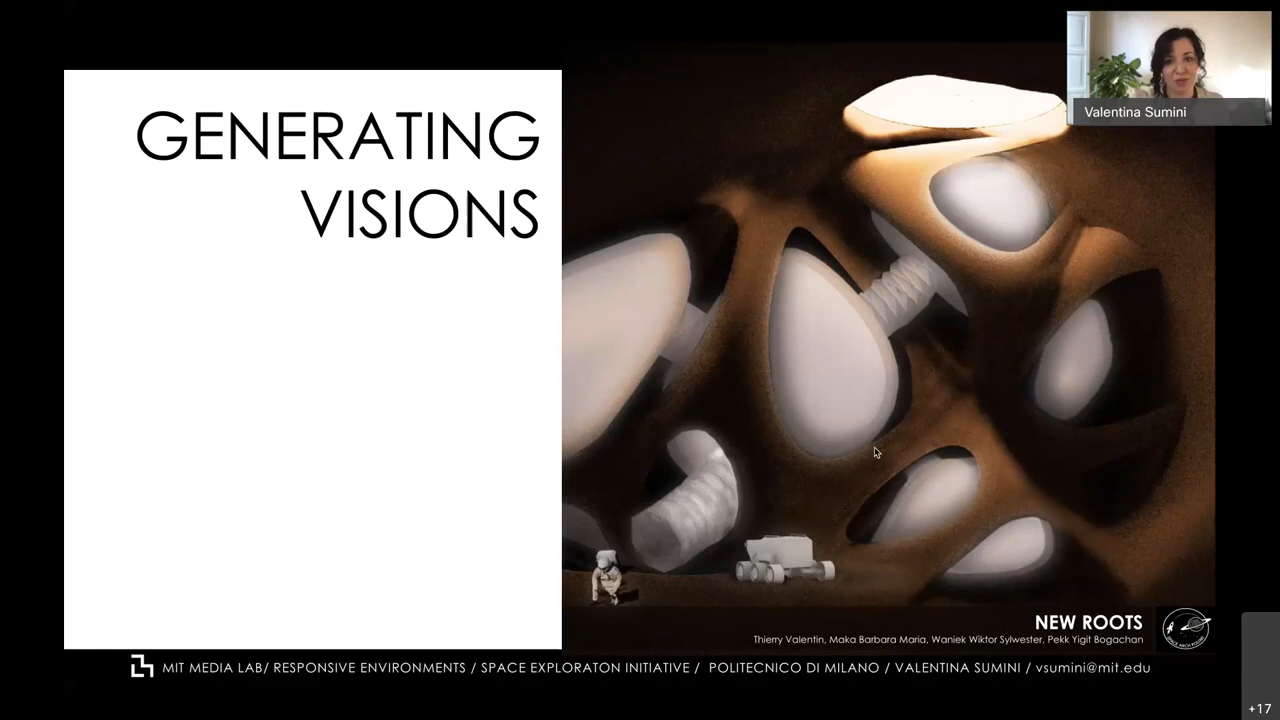 GENERATING
VISIONS
Valentina Sumini
NEW ROOTS
Thierry Valentin, Maka Barbara Maria, Waniek Wiktor Sylwester, Pekk Yigit Bogachan
MIT MEDIA LAB/ RESPONSIVE ENVIRONMENTS / SPACE EXPLORATON INITIATIVE / POLITECNICO DI MILANO / VALENTINA SUMINI / vsumini@mit.edu
+17